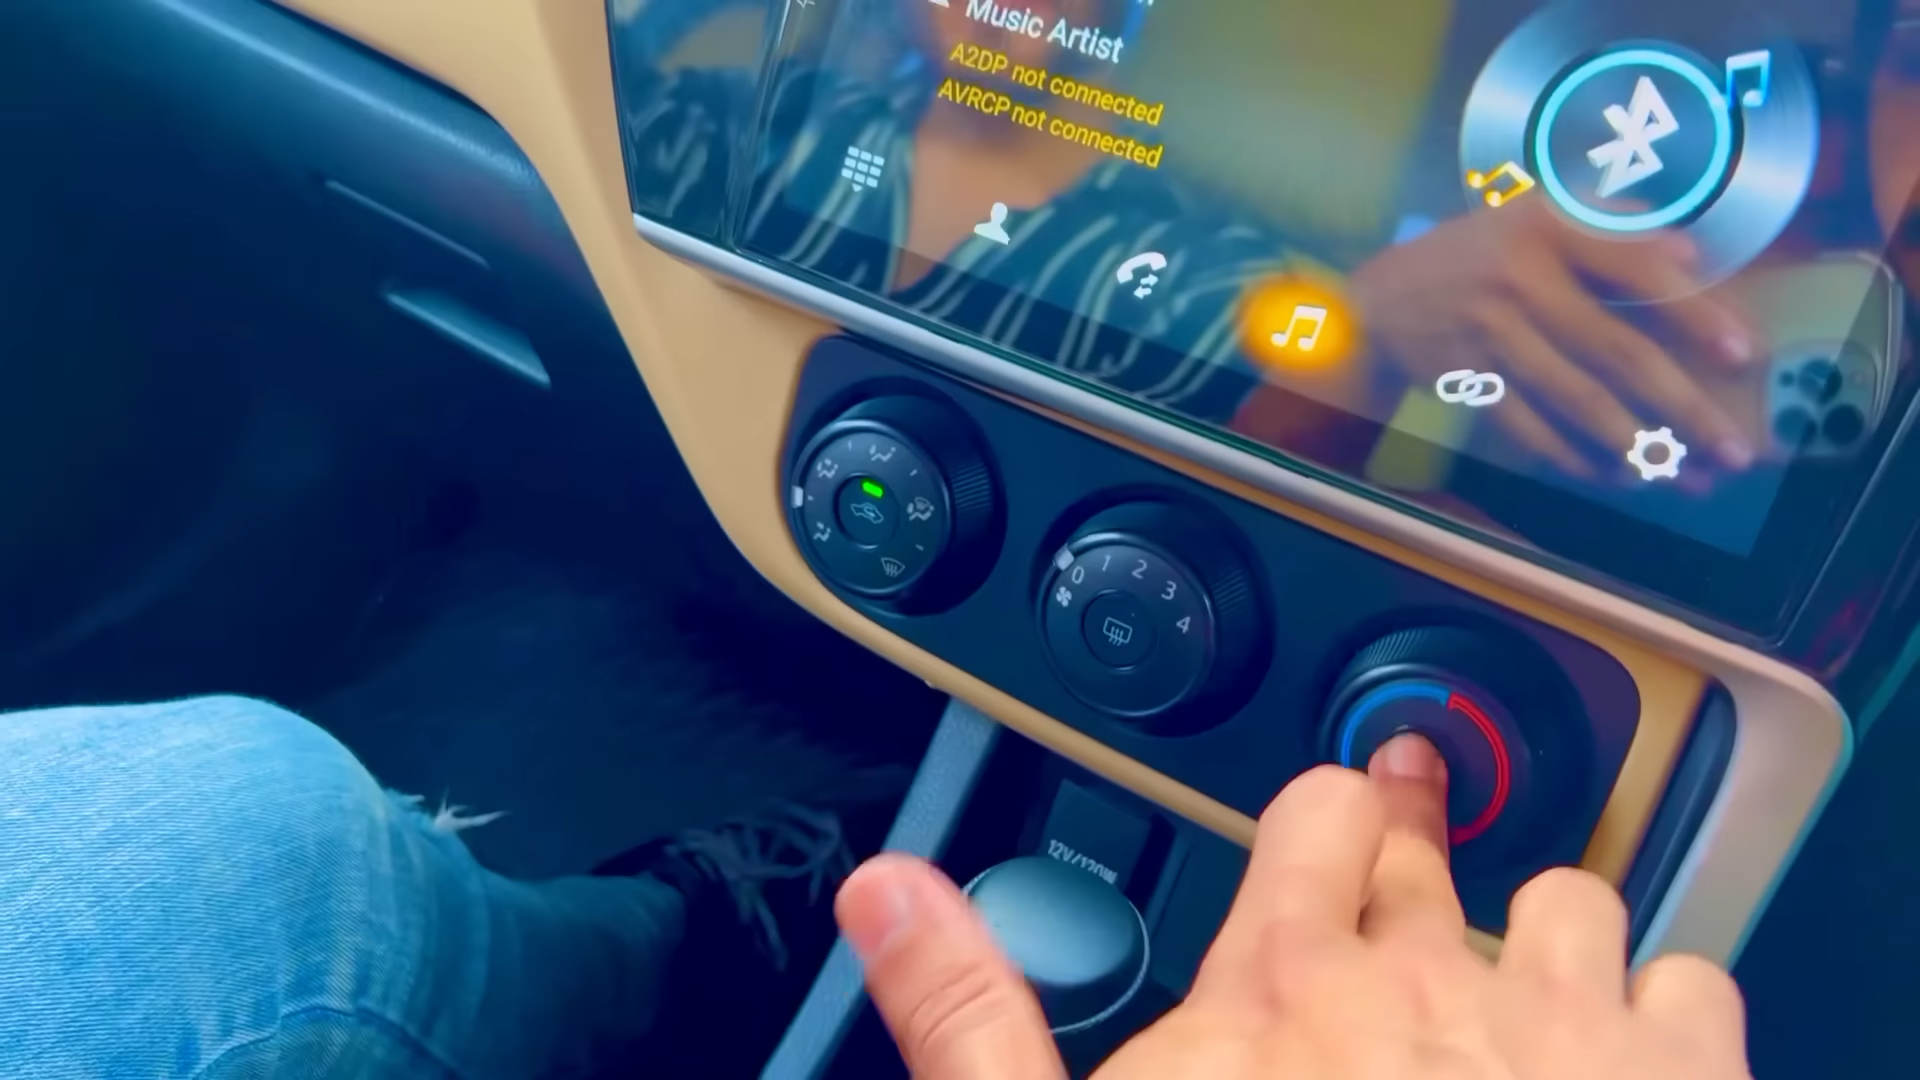 Music Artist
A2DP not connected
AVRCP not connected
0 1 2 3 4
12V/120W